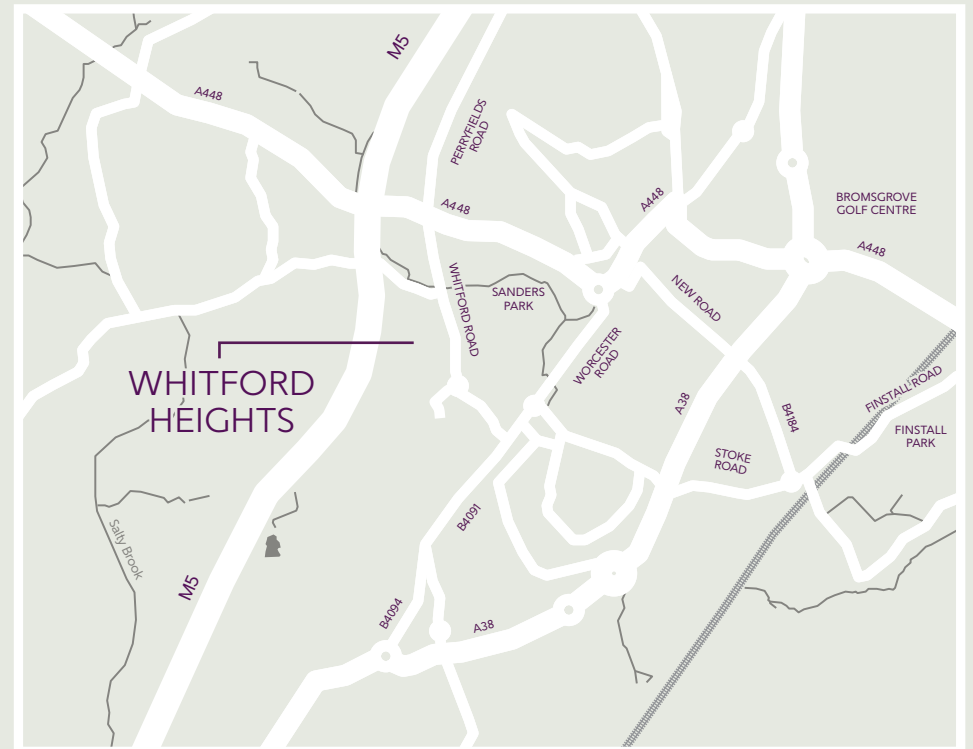 M5
A448
PERRYFIELDS
ROAD
A448
A448
BROMSGROVE
GOLF CENTRE
A448
WHITFORD ROAD
SANDERS
PARK
NEW ROAD
WORCESTER
ROAD
WHITFORD
HEIGHTS
A38
B4184
FINSTALL ROAD
FINSTALL
PARK
STOKE
ROAD
B4091
Salty Brook
M5
B4094
A38